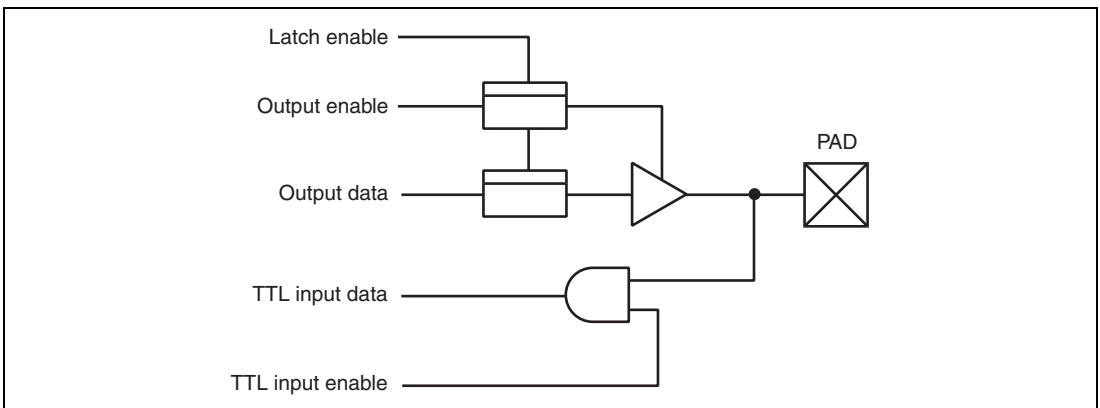 Latch enable
Output enable
PAD
Output data
TTL input data
TTL input enable